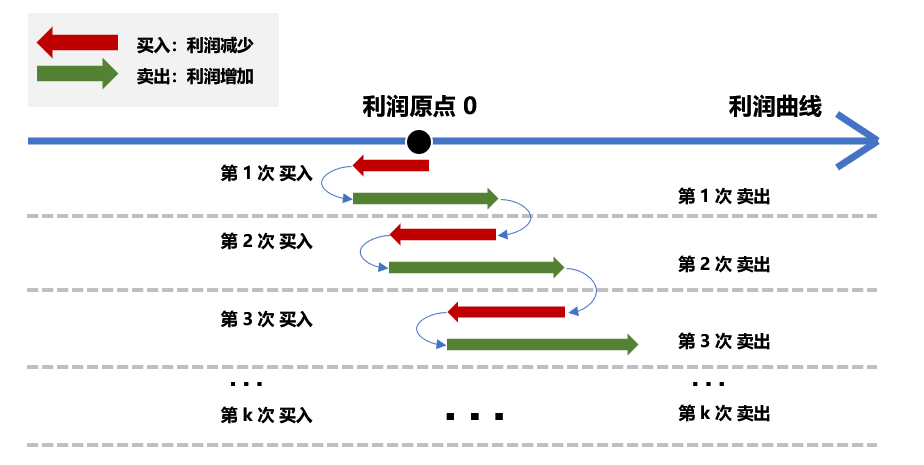 买入：利润减少
卖出：利润增加
利润原点 0
利润曲线
第 1 次 买入
第 1 次 卖出
第 2 次 买入
第 2 次 卖出
第 3 次 买入
第 3 次 卖出
...
...
第 k 次 买入
...
第 k 次 卖出